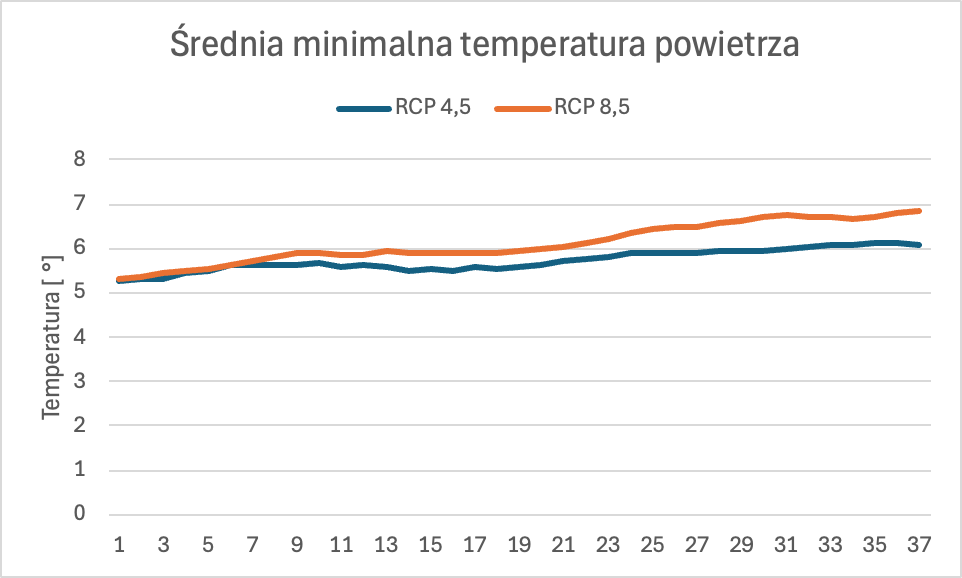 Średnia minimalna temperatura powietrza
RCP 4,5 RCP 8,5
8
7
6
5
4
3
2
1
0
Temperatura [ °]
1 3 5 7 9 11 13 15 17 19 21 23 25 27 29 31 33 35 37